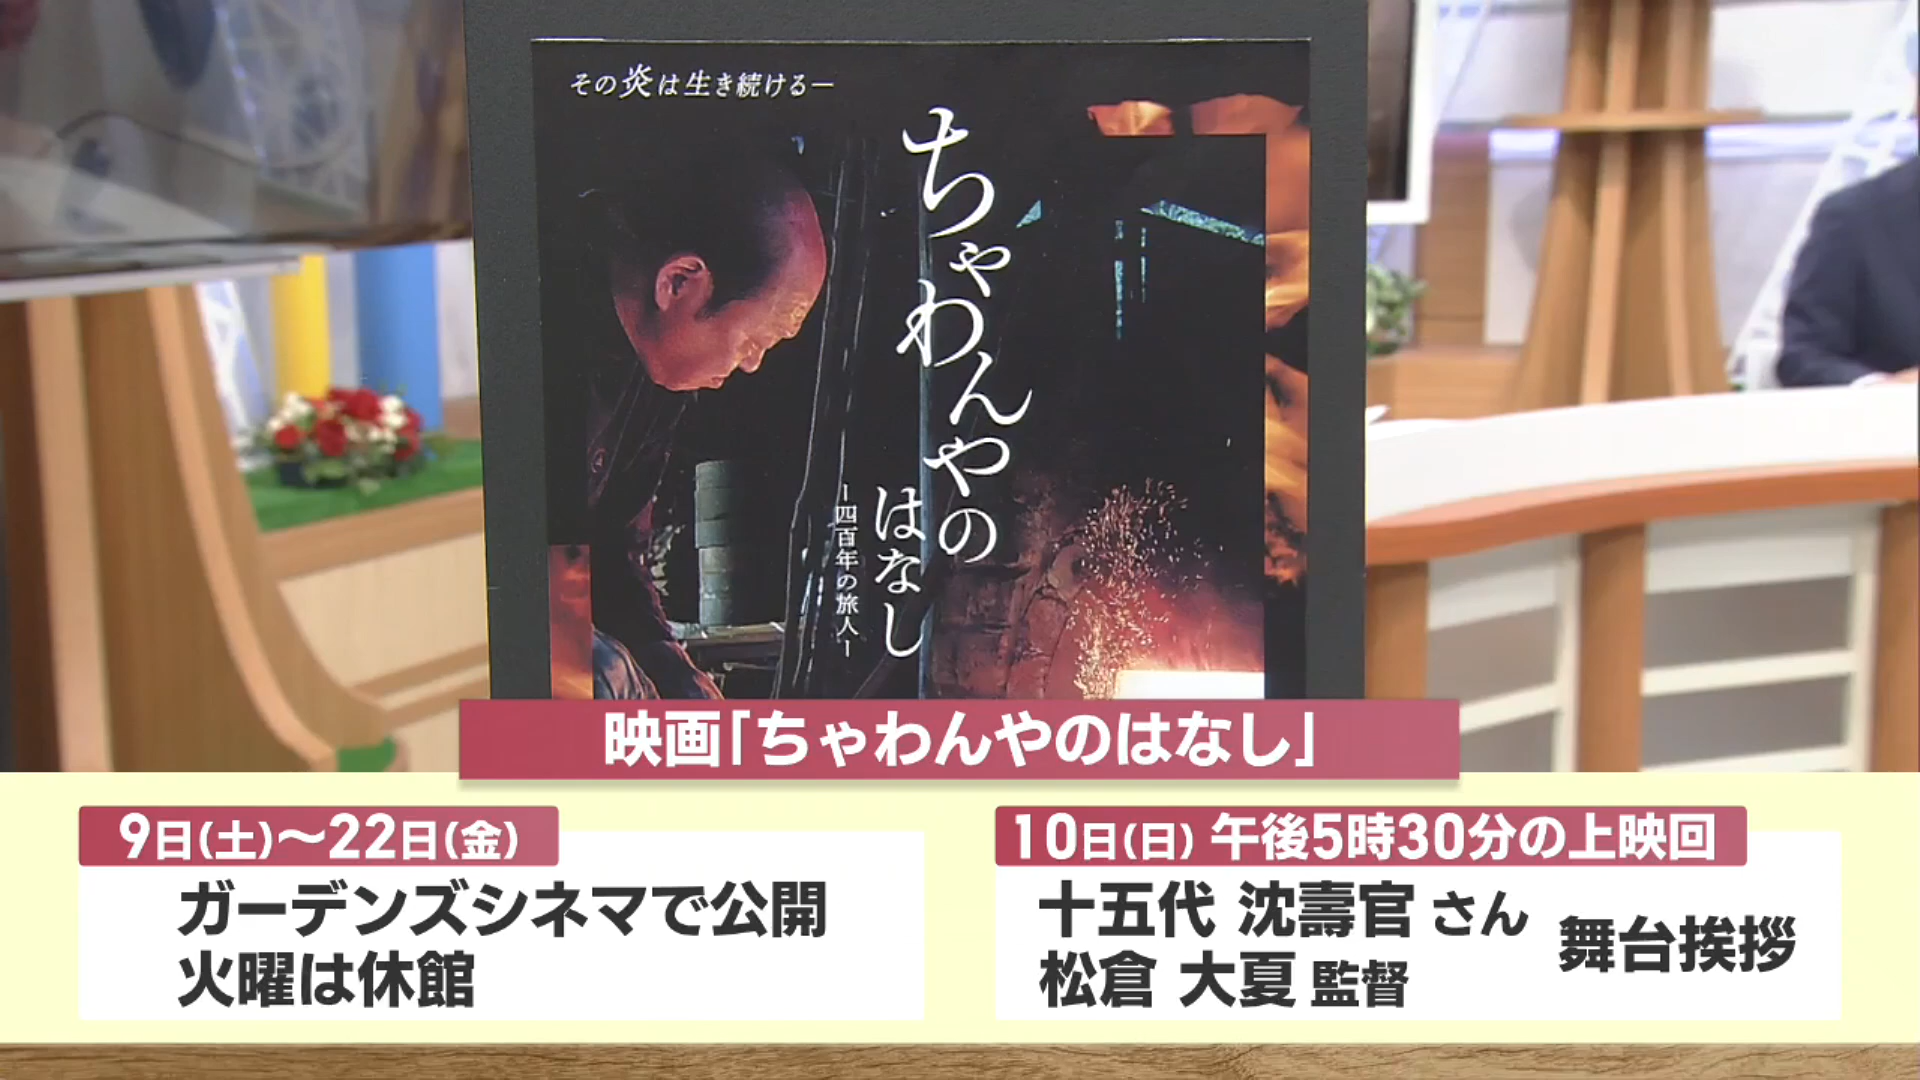 その炎は生き続けるー
ちゃわんやの
はなし
ー四百年の旅人ー
映画「ちゃわんやのはなし」
9日(土)～22日(金)
ガーデンズシネマで公開
火曜は休館
10日(日) 午後5時30分の上映回
十五代 沈壽官 さん
松倉 大夏 監督
舞台挨拶